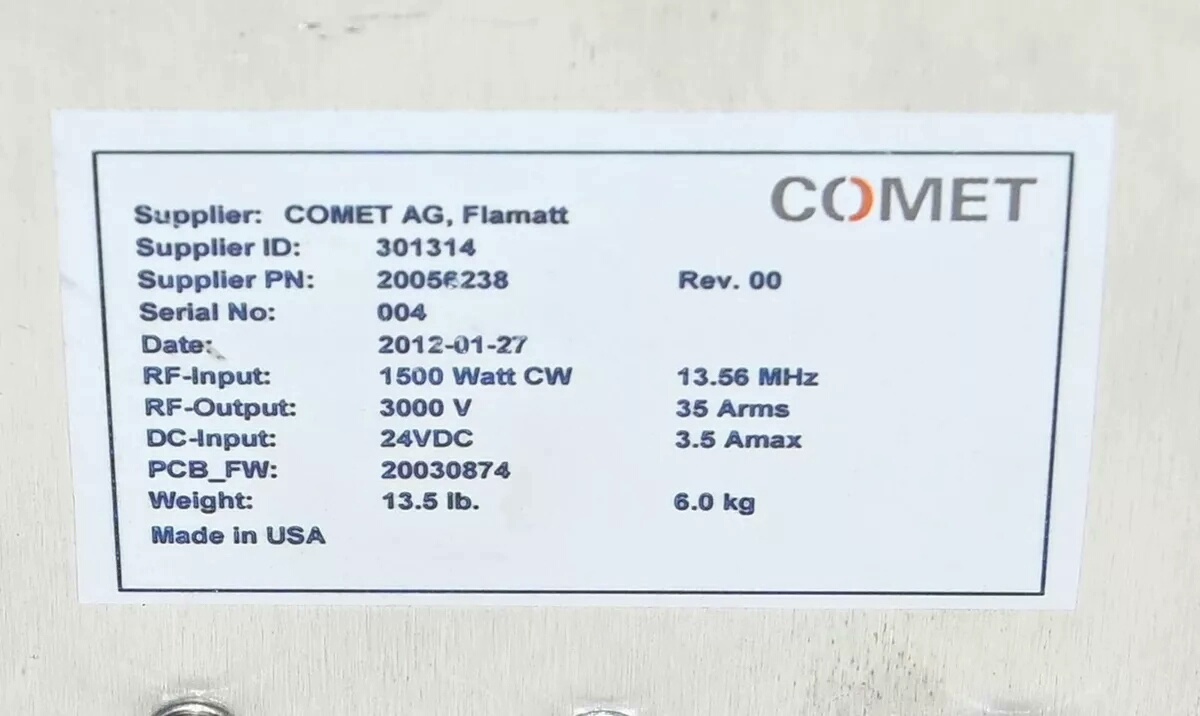 COMET
Supplier: COMET AG, Flamatt
Supplier ID: 301314
Supplier PN: 20056238 Rev. 00
Serial No: 004
Date: 2012-01-27
RF-Input: 1500 Watt CW 13.56 MHz
RF-Output: 3000 V 35 Arms
DC-Input: 24VDC 3.5 Amax
PCB_FW: 20030874
Weight: 13.5 lb. 6.0 kg
Made in USA